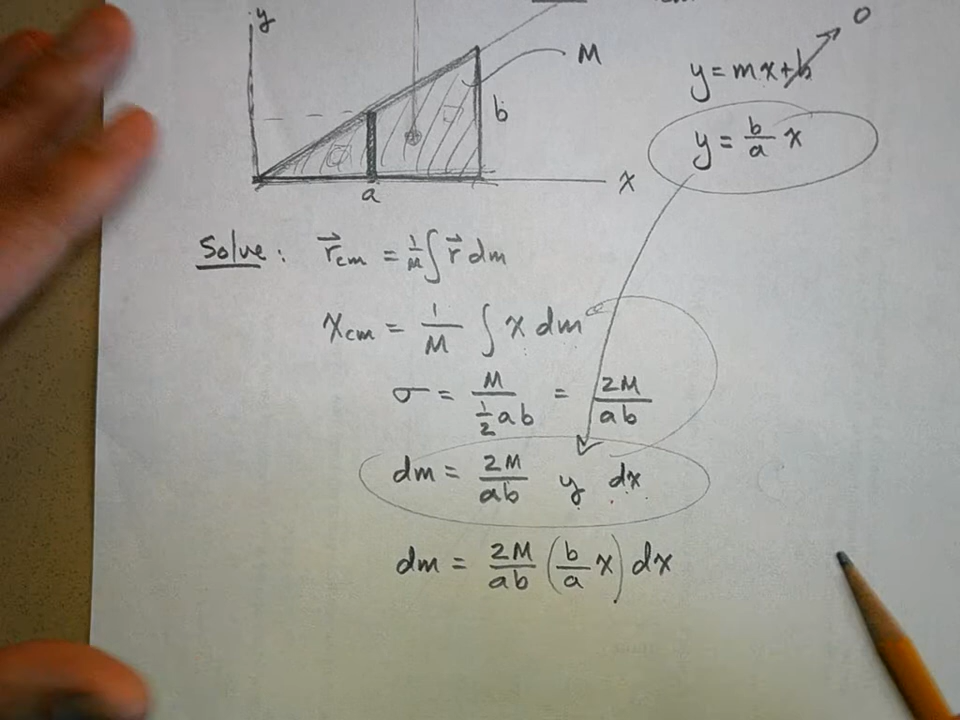 y
M
b
x
a
y = mx + b
0
y = b/a x
Solve: r⃗cm = 1/M ∫ r⃗ dm
xcm = 1/M ∫ x dm
σ = M / ½ab = 2M/ab
dm = 2M/ab y dx
dm = 2M/ab (b/a x) dx